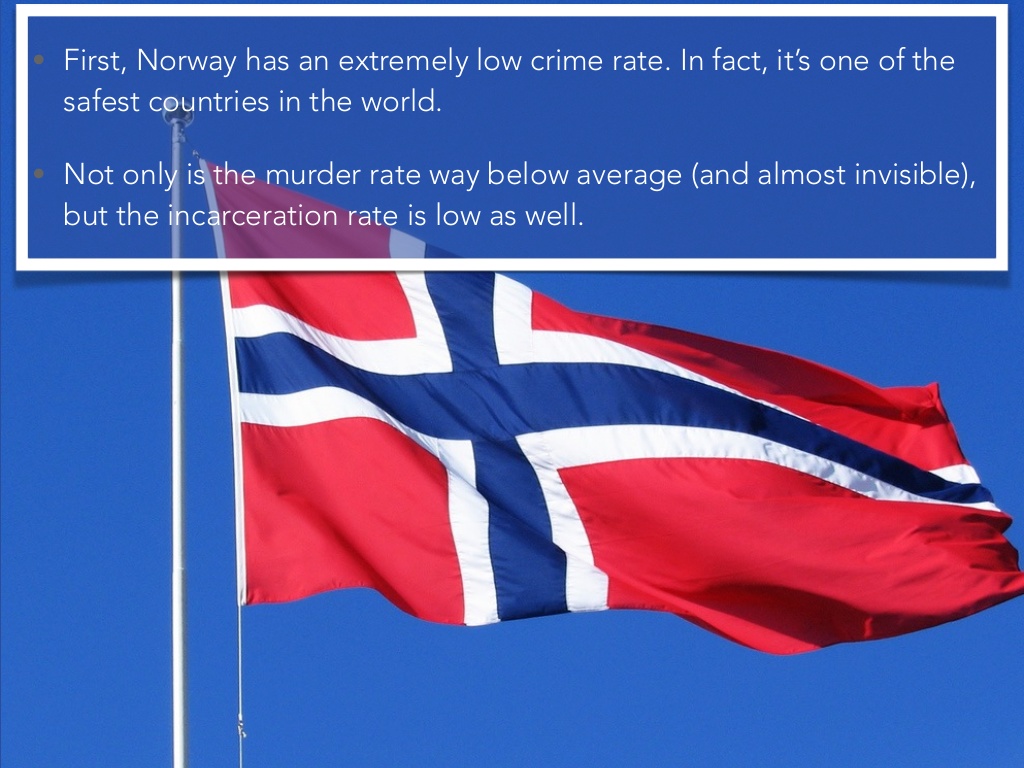 • First, Norway has an extremely low crime rate. In fact, it’s one of the
safest countries in the world.
• Not only is the murder rate way below average (and almost invisible),
but the incarceration rate is low as well.